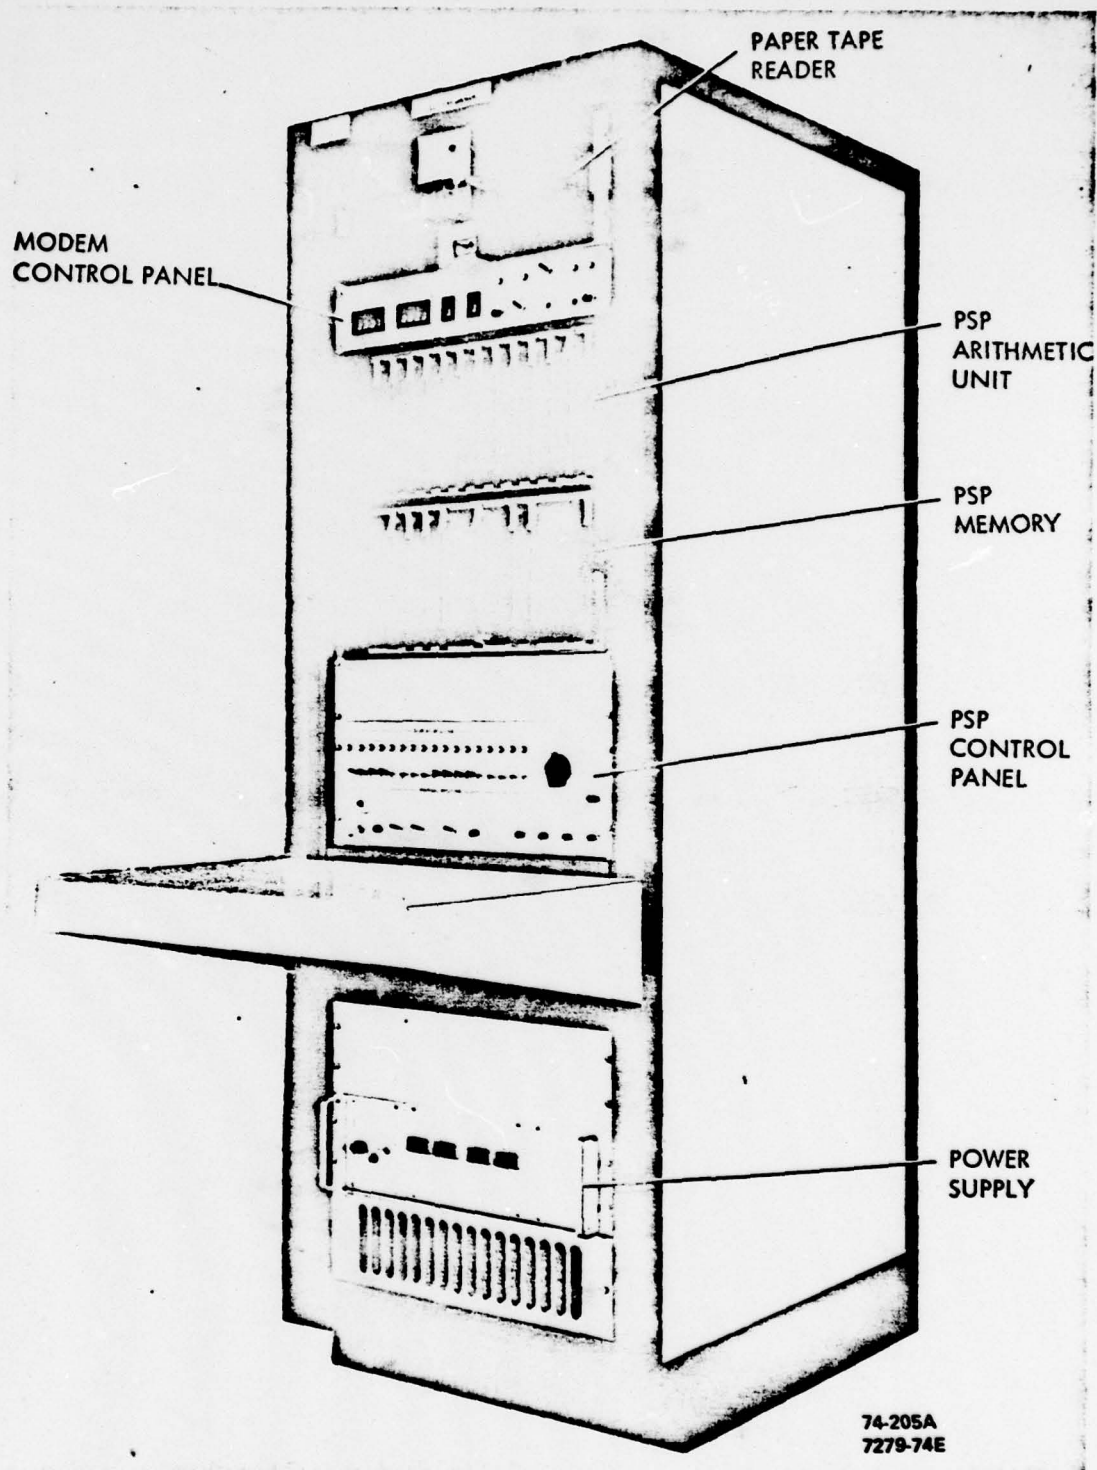 PAPER TAPE
READER
MODEM
CONTROL PANEL
PSP
ARITHMETIC
UNIT
PSP
MEMORY
PSP
CONTROL
PANEL
POWER
SUPPLY
74-205A
7279-74E